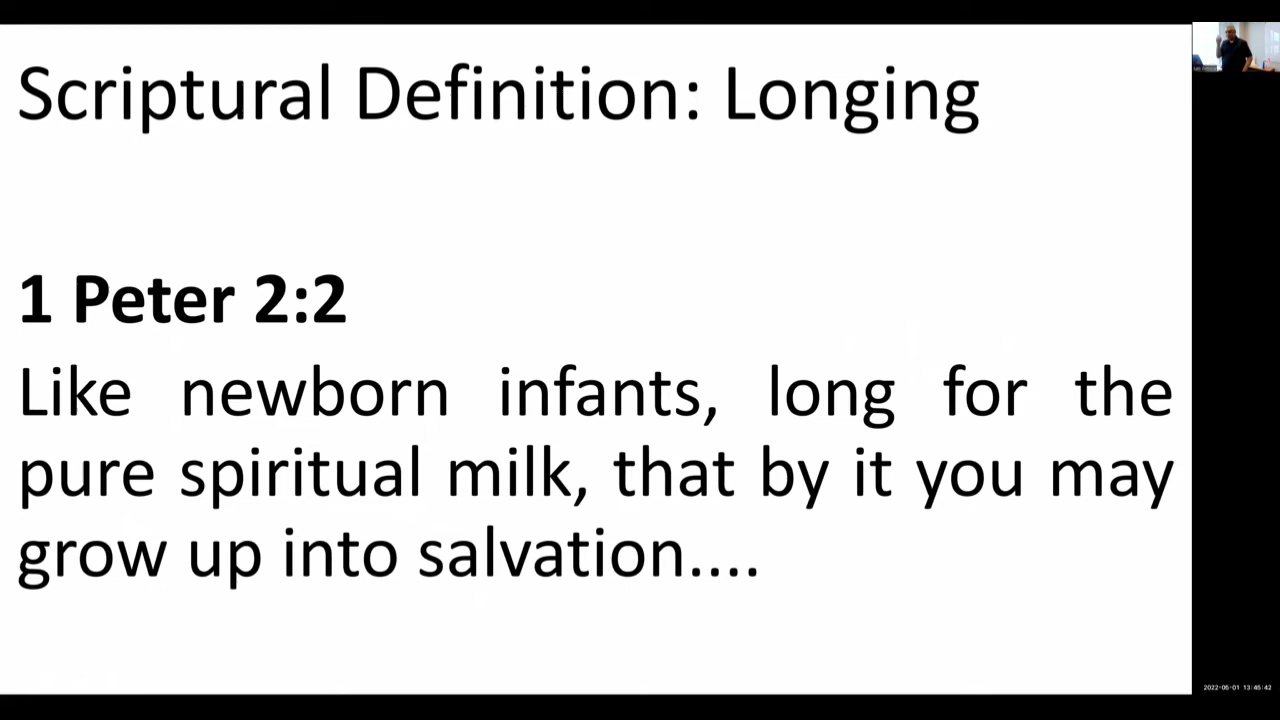 Scriptural Definition: Longing
1 Peter 2:2
Like newborn infants, long for the
pure spiritual milk, that by it you may
grow up into salvation....
2022-05-01 13:45:42